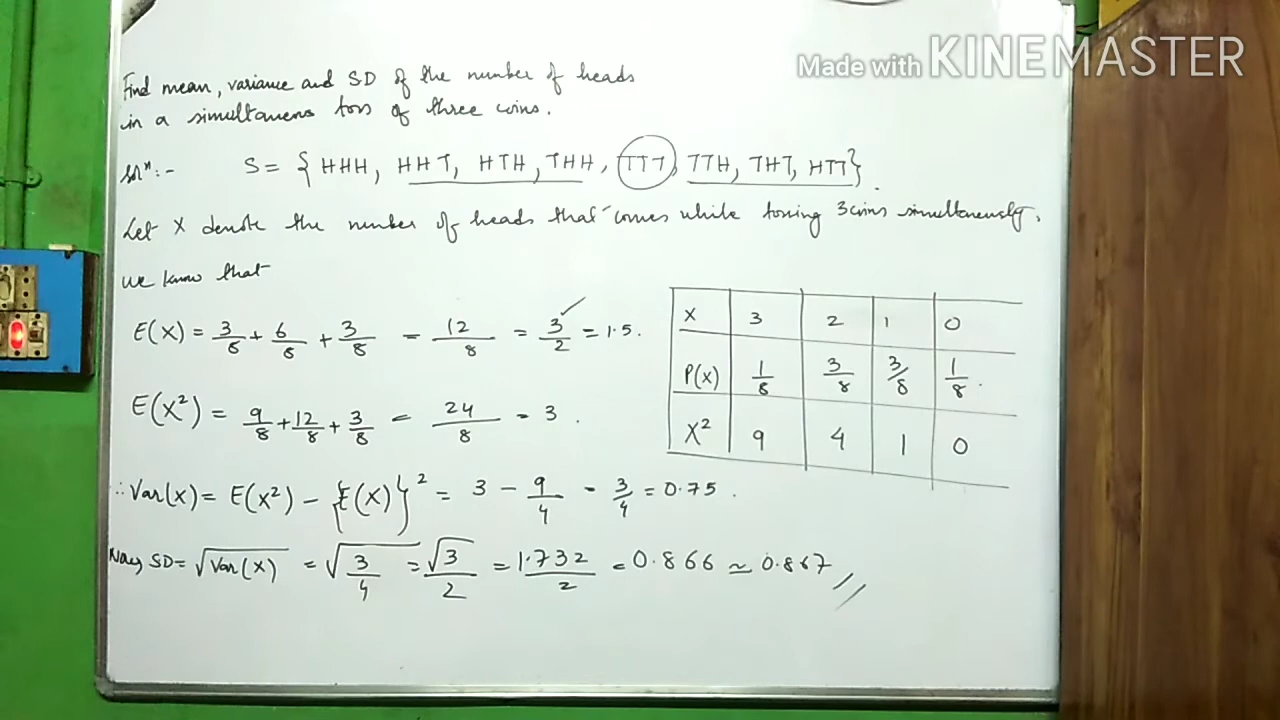 Made with KINEMASTER
Find mean, variance and SD of the number of heads
in a simultaneous toss of three coins.
Solⁿ:- S = { HHH, HHT, HTH, THH, TTT, TTH, THT, HTT}.
Let X denote the number of heads that comes while tossing 3 coins simultaneously.
We know that
E(X) = 3/8 + 6/8 + 3/8 = 12/8 = 3/2 = 1.5.
E(X²) = 9/8 + 12/8 + 3/8 = 24/8 = 3.
X 3 2 1 0
P(x) 1/8 3/8 3/8 1/8.
X² 9 4 1 0
∴ Var(X) = E(X²) - {E(X)}² = 3 - 9/4 = 3/4 = 0.75.
SD = √Var(X) = √3/4 = √3/2 = 1.732/2 = 0.866 ≃ 0.867 //